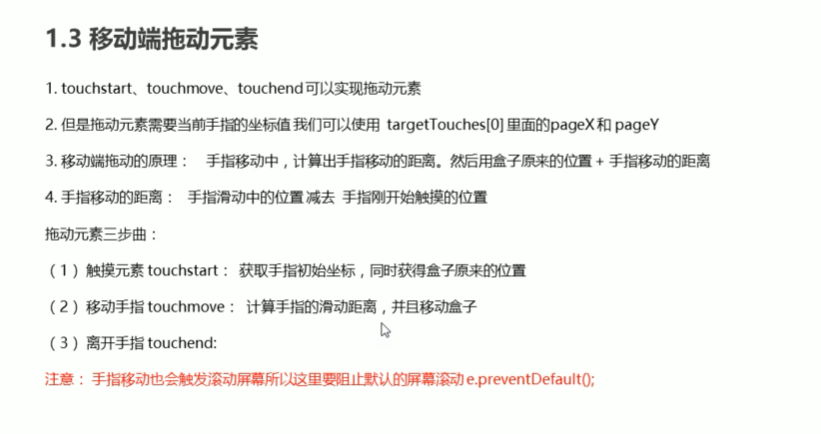 1.3 移动端拖动元素
1. touchstart、touchmove、touchend 可以实现拖动元素
2. 但是拖动元素需要当前手指的坐标值 我们可以使用 targetTouches[0] 里面的pageX 和 pageY
3. 移动端拖动的原理： 手指移动中，计算出手指移动的距离。然后用盒子原来的位置 + 手指移动的距离
4. 手指移动的距离： 手指滑动中的位置 减去 手指刚开始触摸的位置
拖动元素三步曲：
（1） 触摸元素 touchstart： 获取手指初始坐标，同时获得盒子原来的位置
（2） 移动手指 touchmove： 计算手指的滑动距离，并且移动盒子
（3） 离开手指 touchend:
注意： 手指移动也会触发滚动屏幕所以这里要阻止默认的屏幕滚动 e.preventDefault();